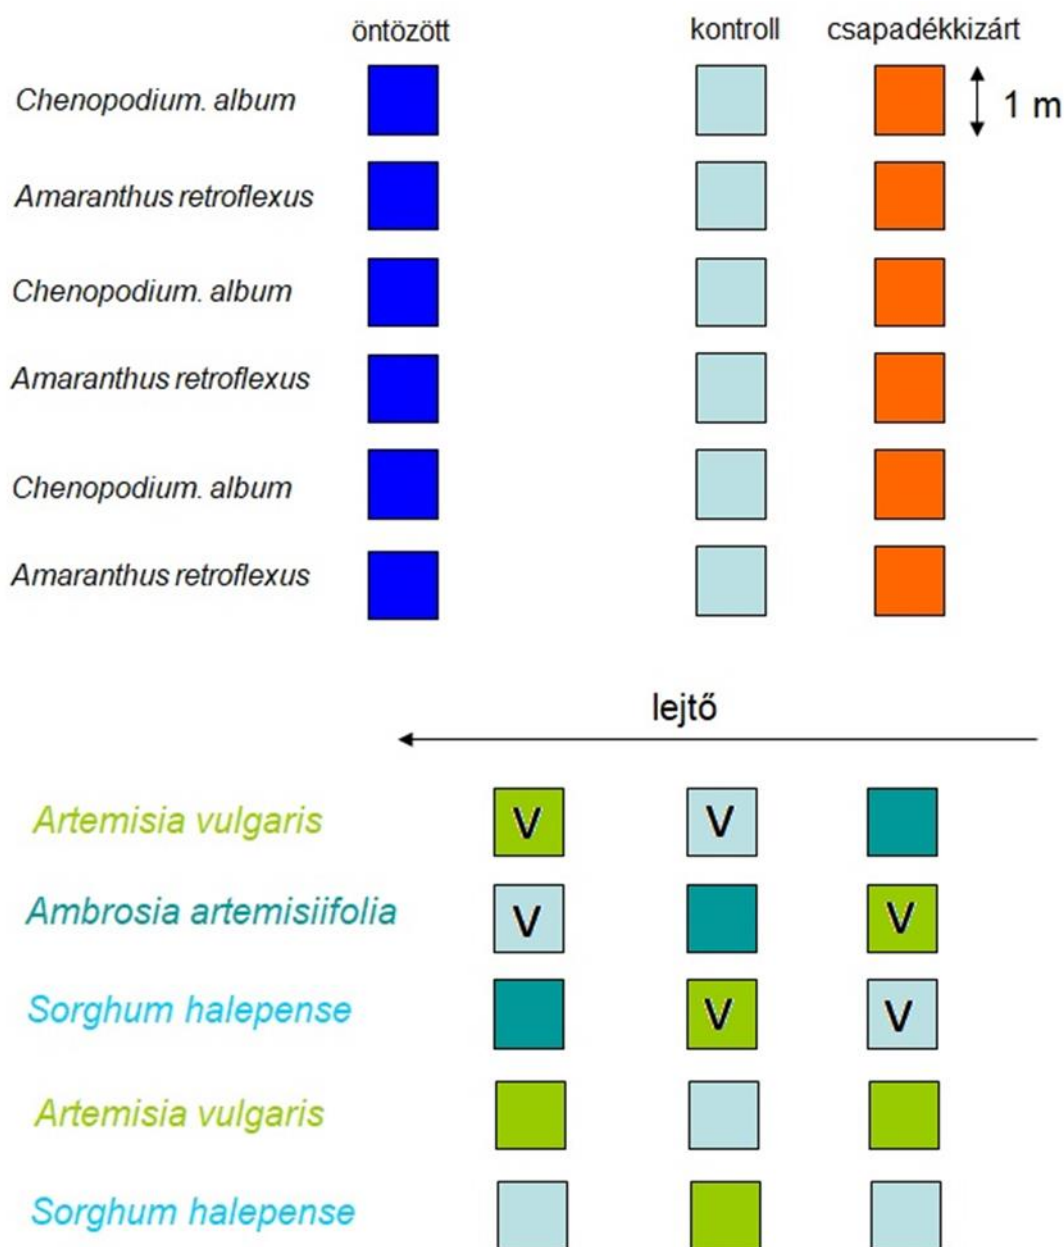 öntözött kontroll csapadékkizárt
Chenopodium. album 1 m
Amaranthus retroflexus
Chenopodium. album
Amaranthus retroflexus
Chenopodium. album
Amaranthus retroflexus
lejtő
Artemisia vulgaris V V
Ambrosia artemisiifolia V V
Sorghum halepense V V
Artemisia vulgaris
Sorghum halepense